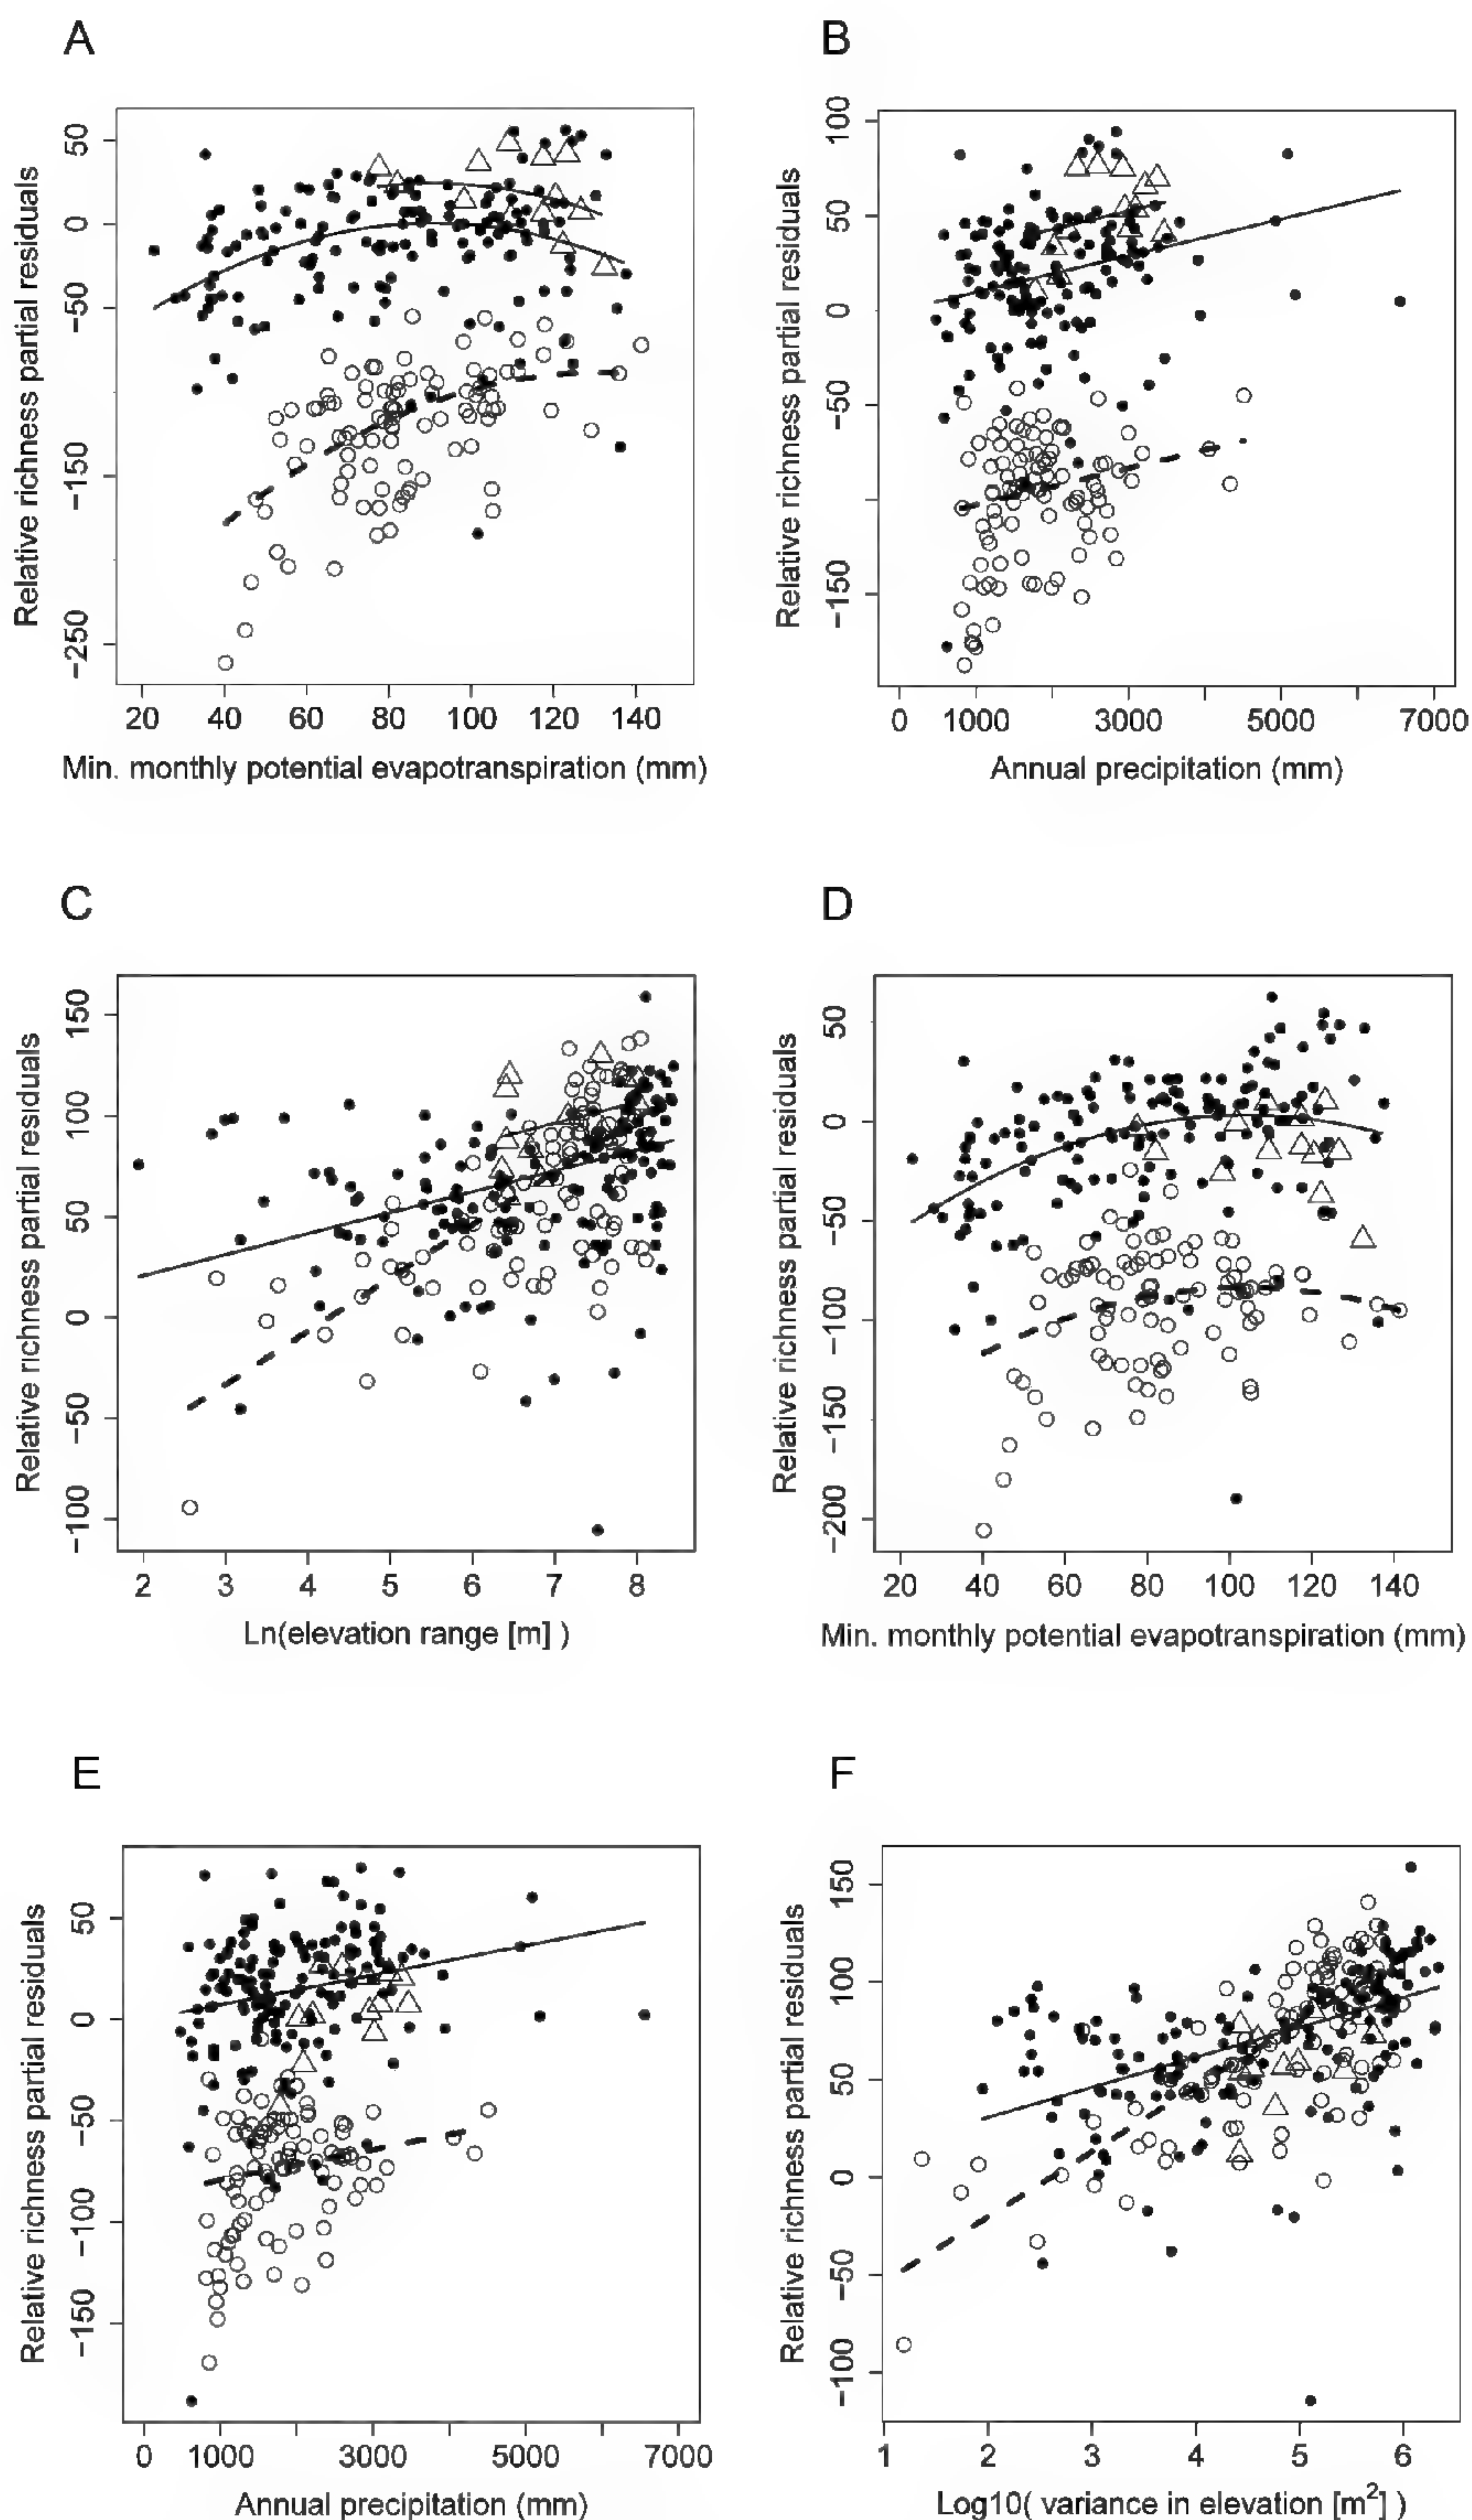 A
B
Relative richness partial residuals
50
0
−50
−150
−250
20 40 60 80 100 120 140
Min. monthly potential evapotranspiration (mm)
Relative richness partial residuals
100
50
0
−50
−150
0 1000 3000 5000 7000
Annual precipitation (mm)
C
D
Relative richness partial residuals
150
100
50
0
−50
−100
2 3 4 5 6 7 8
Ln(elevation range [m] )
Relative richness partial residuals
50
0
−50
−100
−150
−200
20 40 60 80 100 120 140
Min. monthly potential evapotranspiration (mm)
E
F
Relative richness partial residuals
50
0
−50
−100
−150
0 1000 3000 5000 7000
Annual precipitation (mm)
Relative richness partial residuals
150
100
50
0
−50
−100
1 2 3 4 5 6
Log10( variance in elevation [m²] )